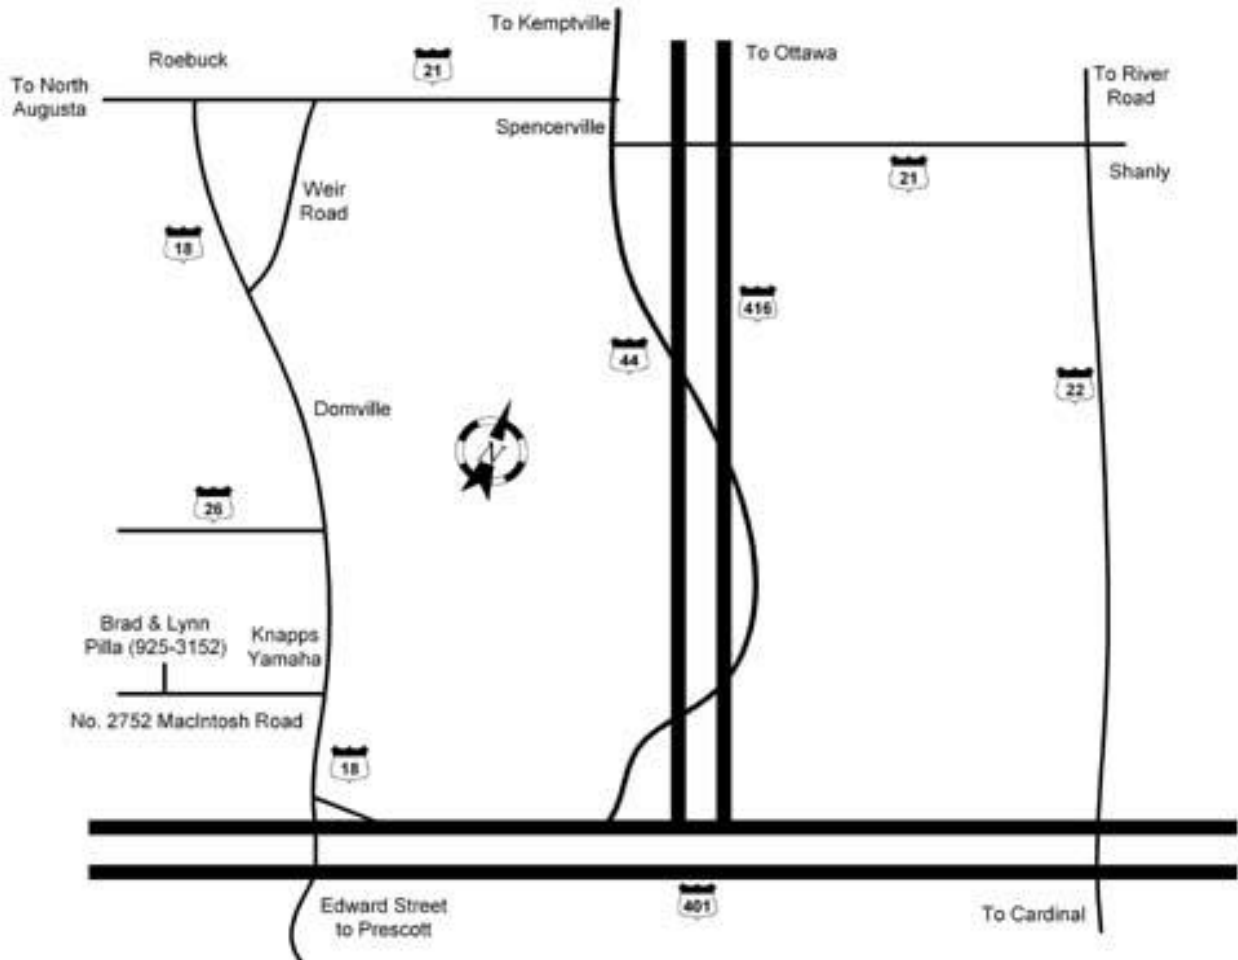 To Kemptville
To Ottawa
Roebuck
21
To North
Augusta
To River
Road
Spencerville
21
Shanly
Weir
Road
18
416
44
22
Domville
N
26
Brad & Lynn
Pilla (925-3152)
Knapps
Yamaha
No. 2752 MacIntosh Road
18
401
Edward Street
to Prescott
To Cardinal